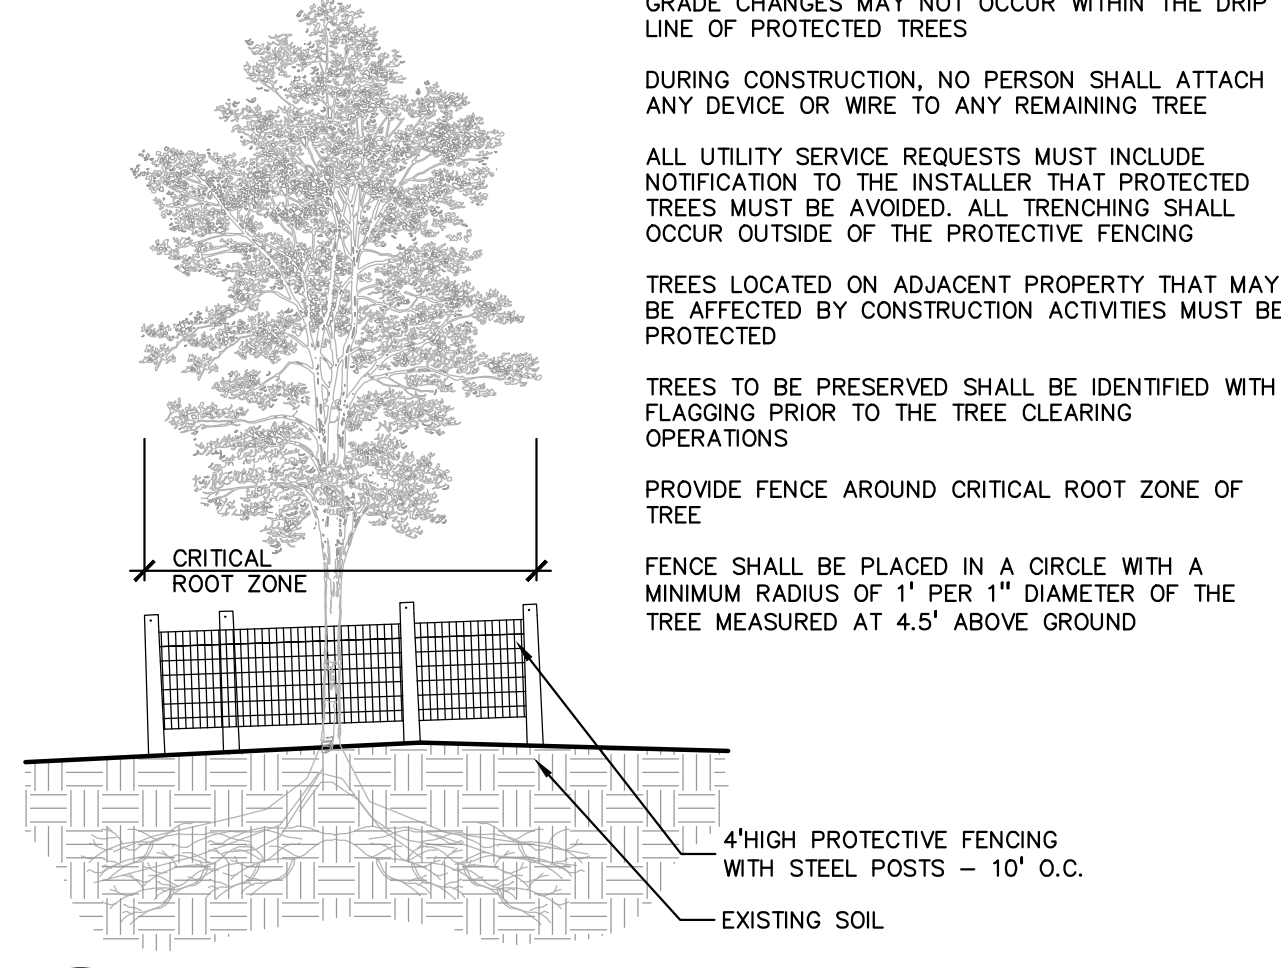 GRADE CHANGES MAY NOT OCCUR WITHIN THE DRIP
LINE OF PROTECTED TREES
DURING CONSTRUCTION, NO PERSON SHALL ATTACH
ANY DEVICE OR WIRE TO ANY REMAINING TREE
ALL UTILITY SERVICE REQUESTS MUST INCLUDE
NOTIFICATION TO THE INSTALLER THAT PROTECTED
TREES MUST BE AVOIDED. ALL TRENCHING SHALL
OCCUR OUTSIDE OF THE PROTECTIVE FENCING
TREES LOCATED ON ADJACENT PROPERTY THAT MAY
BE AFFECTED BY CONSTRUCTION ACTIVITIES MUST BE
PROTECTED
TREES TO BE PRESERVED SHALL BE IDENTIFIED WITH
FLAGGING PRIOR TO THE TREE CLEARING
OPERATIONS
PROVIDE FENCE AROUND CRITICAL ROOT ZONE OF
TREE
FENCE SHALL BE PLACED IN A CIRCLE WITH A
MINIMUM RADIUS OF 1' PER 1" DIAMETER OF THE
TREE MEASURED AT 4.5' ABOVE GROUND
CRITICAL
ROOT ZONE
4'HIGH PROTECTIVE FENCING
WITH STEEL POSTS – 10' O.C.
EXISTING SOIL